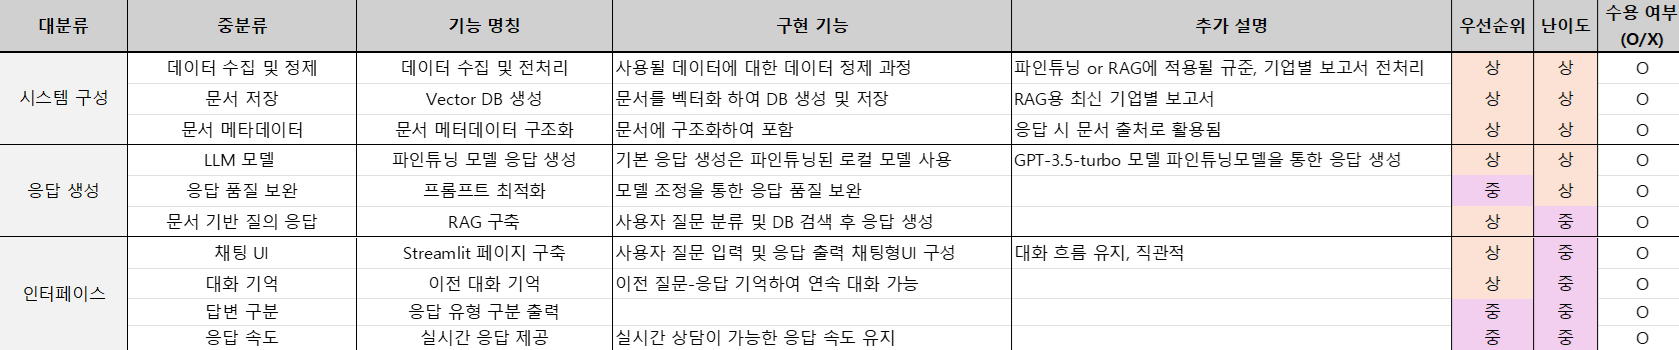 대분류 중분류 기능 명칭 구현 기능 추가 설명 우선순위 난이도 수용 여부 (O/X)
시스템 구성 데이터 수집 및 정제 데이터 수집 및 전처리 사용될 데이터에 대한 데이터 정제 과정 파인튜닝 or RAG에 적용될 규준, 기업별 보고서 전처리 상 상 O
문서 저장 Vector DB 생성 문서를 벡터화 하여 DB 생성 및 저장 RAG용 최신 기업별 보고서 상 상 O
문서 메타데이터 문서 메터데이터 구조화 문서에 구조화하여 포함 응답 시 문서 출처로 활용됨 상 상 O
응답 생성 LLM 모델 파인튜닝 모델 응답 생성 기본 응답 생성은 파인튜닝된 로컬 모델 사용 GPT-3.5-turbo 모델 파인튜닝모델을 통한 응답 생성 상 상 O
응답 품질 보완 프롬프트 최적화 모델 조정을 통한 응답 품질 보완 중 상 O
문서 기반 질의 응답 RAG 구축 사용자 질문 분류 및 DB 검색 후 응답 생성 상 중 O
인터페이스 채팅 UI Streamlit 페이지 구축 사용자 질문 입력 및 응답 출력 채팅형UI 구성 대화 흐름 유지, 직관적 상 중 O
대화 기억 이전 대화 기억 이전 질문-응답 기억하여 연속 대화 가능 상 중 O
답변 구분 응답 유형 구분 출력 중 중 O
응답 속도 실시간 응답 제공 실시간 상담이 가능한 응답 속도 유지 중 중 O